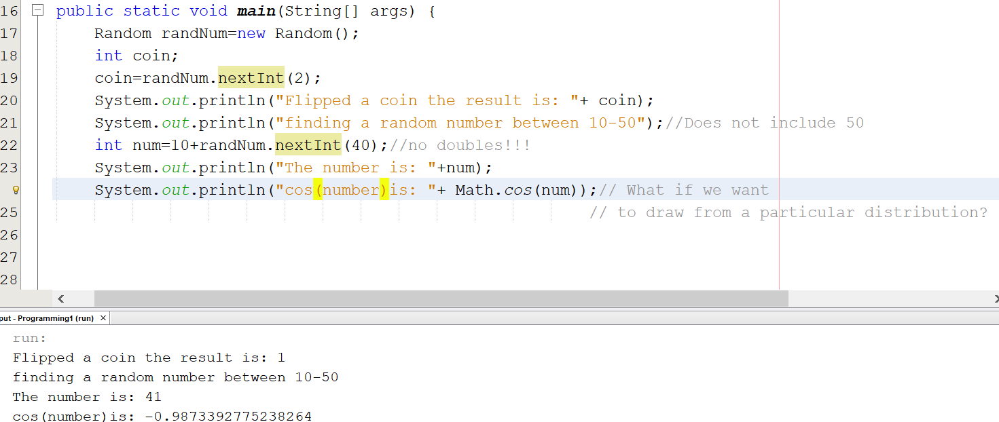 16 public static void main(String[] args) {
17 Random randNum=new Random();
18 int coin;
19 coin=randNum.nextInt(2);
20 System.out.println("Flipped a coin the result is: "+ coin);
21 System.out.println("finding a random number between 10-50");//Does not include 50
22 int num=10+randNum.nextInt(40);//no doubles!!!
23 System.out.println("The number is: "+num);
System.out.println("cos(number)is: "+ Math.cos(num));// What if we want
25 // to draw from a particular distribution?
26
27
28
put - Programming1 (run) ×
run:
Flipped a coin the result is: 1
finding a random number between 10-50
The number is: 41
cos(number)is: -0.9873392775238264